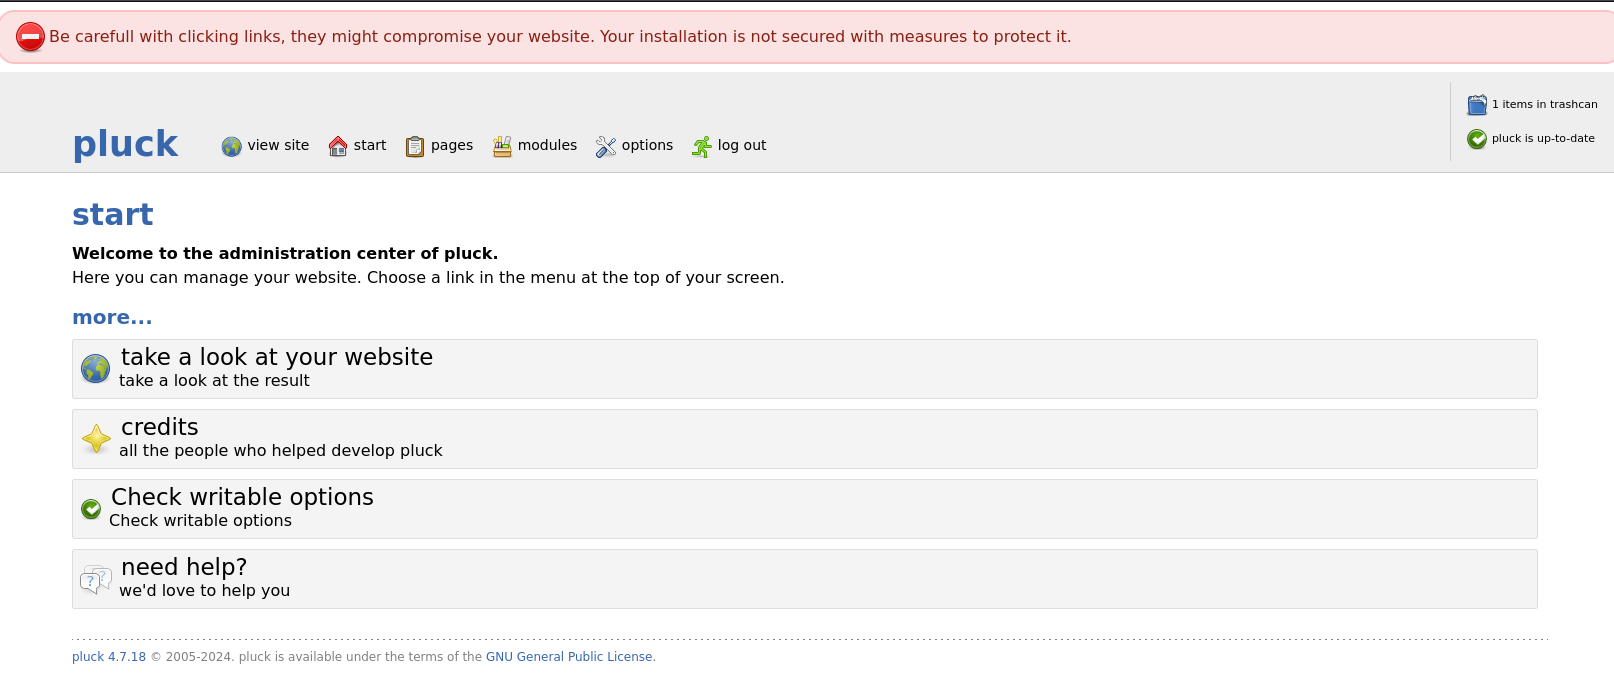 Be carefull with clicking links, they might compromise your website. Your installation is not secured with measures to protect it.
1 items in trashcan
pluck view site start pages modules options log out
pluck is up-to-date
start
Welcome to the administration center of pluck.
Here you can manage your website. Choose a link in the menu at the top of your screen.
more...
take a look at your website
take a look at the result
credits
all the people who helped develop pluck
Check writable options
Check writable options
need help?
we'd love to help you
pluck 4.7.18 © 2005-2024. pluck is available under the terms of the GNU General Public License.